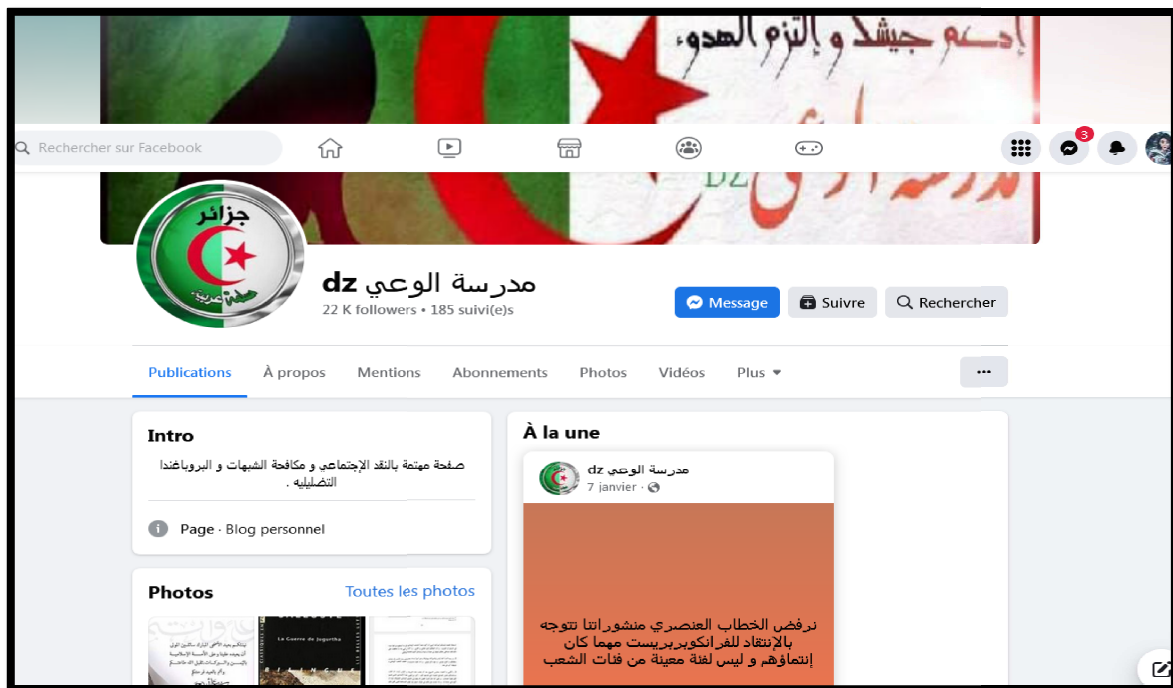 إدعم جيشك و إلتزم الهدوء
Rechercher sur Facebook
3
مدرسة الوعي DZ
جزائر
مدرسة الوعي dz
22 K followers • 185 suivi(e)s
Message
Suivre
Rechercher
Publications
À propos
Mentions
Abonnements
Photos
Vidéos
Plus
Intro
صفحة مهتمة بالنقد الإجتماعي و مكافحة الشبهات و البروباغندا
التضليليه .
Page · Blog personnel
Photos
Toutes les photos
La Guerre de Jugurtha
À la une
مدرسة الوعي dz
7 janvier ·
نرفض الخطاب العنصري منشوراتنا تتوجه
بالإنتقاد للفرانكوبربريست مهما كان
إنتماؤهم و ليس لفئة معينة من فئات الشعب